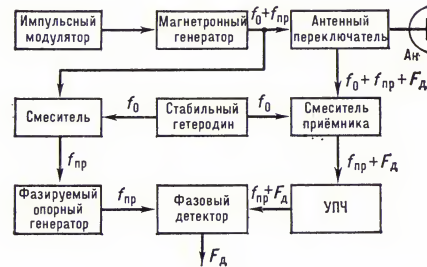 Импульсный
модулятор
Магнетронный
генератор
f₀+fпр
Антенный
переключатель
Ан
f₀+fпр+Fд
Смеситель
f₀
Стабильный
гетеродин
f₀
Смеситель
приёмника
fпр
fпр+Fд
Фазируемый
опорный
генератор
fпр
Фазовый
детектор
fпр+Fд
УПЧ
Fд